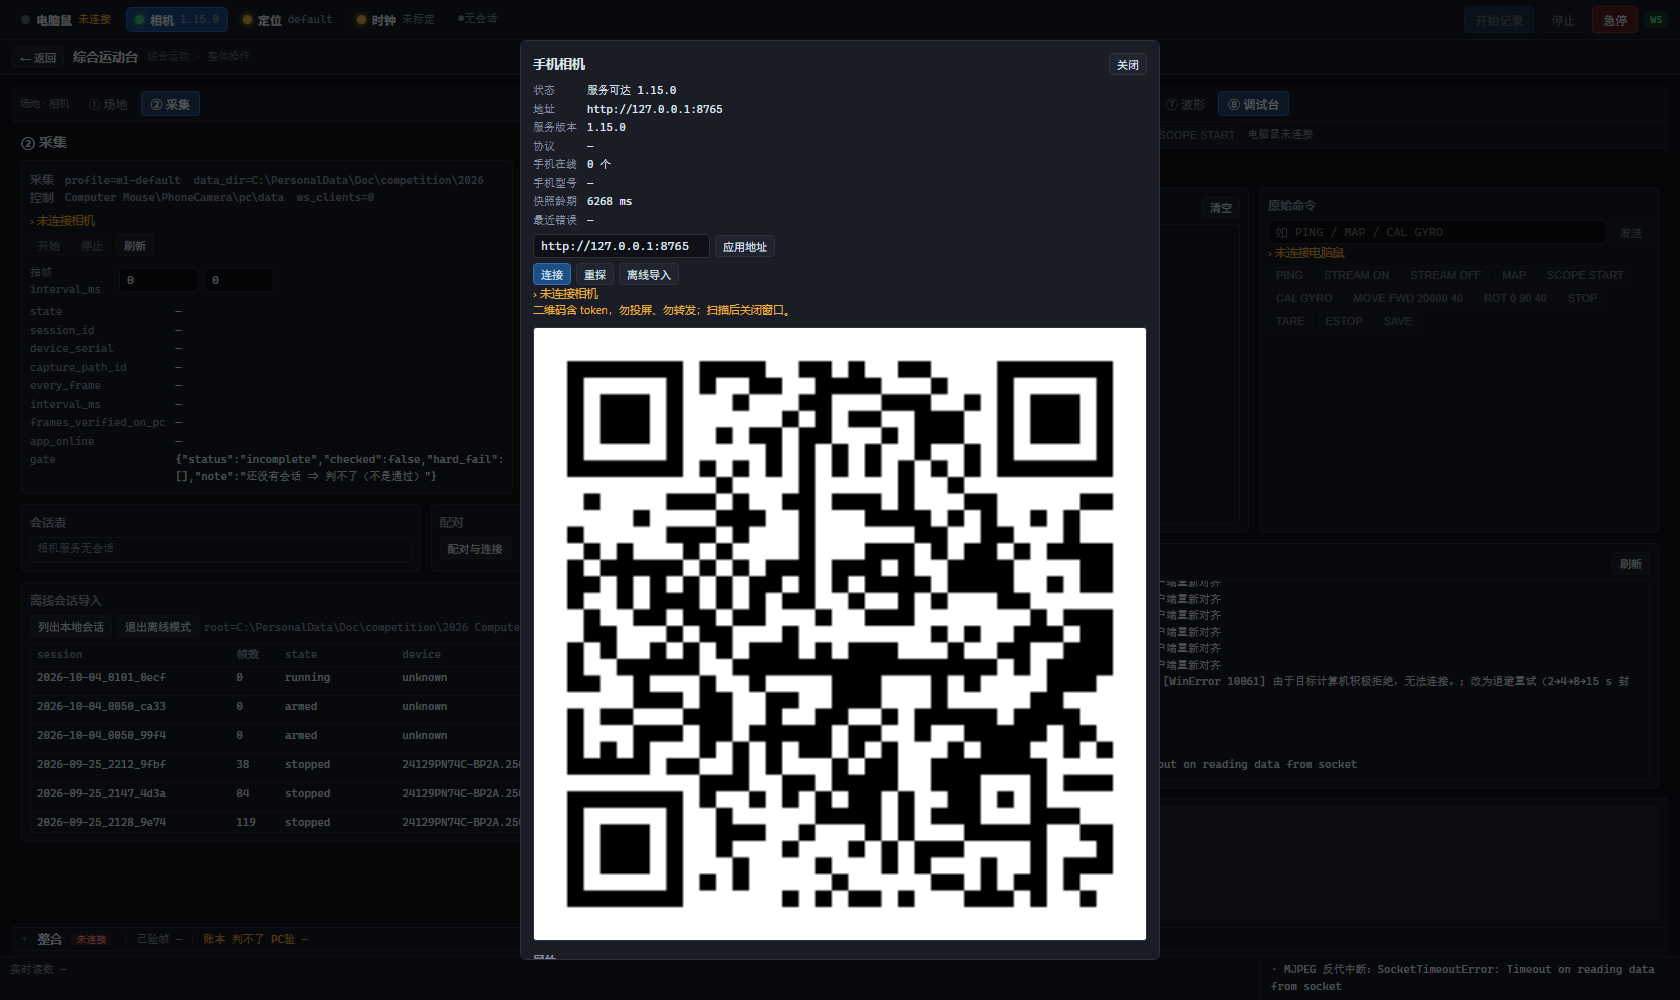 电脑鼠 未连接 相机 1.15.0 定位 default 时钟 未标定 无会话 开始记录 停止 急停 WS
←返回 综合运动台 综合运动 · 整体操作
场地·相机 ① 场地 ② 采集 ⑦ 波形 ⑧ 调试台
SCOPE START 电脑鼠未连接
② 采集
采集控制 profile=m1-default data_dir=C:\PersonalData\Doc\competition\2026 Computer Mouse\PhoneCamera\pc\data ws_clients=0
› 未连接相机
开始 停止 刷新
抽帧 interval_ms 0 0
state —
session_id —
device_serial —
capture_path_id —
every_frame —
interval_ms —
frames_verified_on_pc —
app_online —
gate {"status":"incomplete","checked":false,"hard_fail":
[],"note":"还没有会话 ⇒ 判不了（不是通过）"}
会话表
相机服务无会话
配对
配对与连接
离线会话导入
列出本地会话 退出离线模式 root=C:\PersonalData\Doc\competition\2026 Compute
session 帧数 state device
2026-10-04_0101_0ecf 0 running unknown
2026-10-04_0050_ca33 0 armed unknown
2026-10-04_0050_99f4 0 armed unknown
2026-09-25_2212_9fbf 38 stopped 24129PN74C-BP2A.250
2026-09-25_2147_4d3a 84 stopped 24129PN74C-BP2A.250
2026-09-25_2128_9e74 119 stopped 24129PN74C-BP2A.250
手机相机 关闭
状态 服务可达 1.15.0
地址 http://127.0.0.1:8765
服务版本 1.15.0
协议 —
手机在线 0 个
手机型号 —
快照龄期 6268 ms
最近错误 —
http://127.0.0.1:8765 应用地址
连接 重探 离线导入
› 未连接相机
二维码含 token，勿投屏、勿转发；扫描后关闭窗口。
清空
原始命令
如 PING / MAP / CAL GYRO 发送
› 未连接电脑鼠
PING STREAM ON STREAM OFF MAP SCOPE START
CAL GYRO MOVE FWD 20000 40 ROT 0 90 40 STOP
TARE ESTOP SAVE
刷新
户端重新对齐
户端重新对齐
户端重新对齐
户端重新对齐
户端重新对齐
户端重新对齐
[WinError 10061] 由于目标计算机积极拒绝，无法连接。；改为退避重试（2→4→8→15 s 封
out on reading data from socket
整合 未连接 已验帧 — 账本 判不了 PC验 —
实时读数 —
· MJPEG 反代中断：SocketTimeoutError: Timeout on reading data
from socket